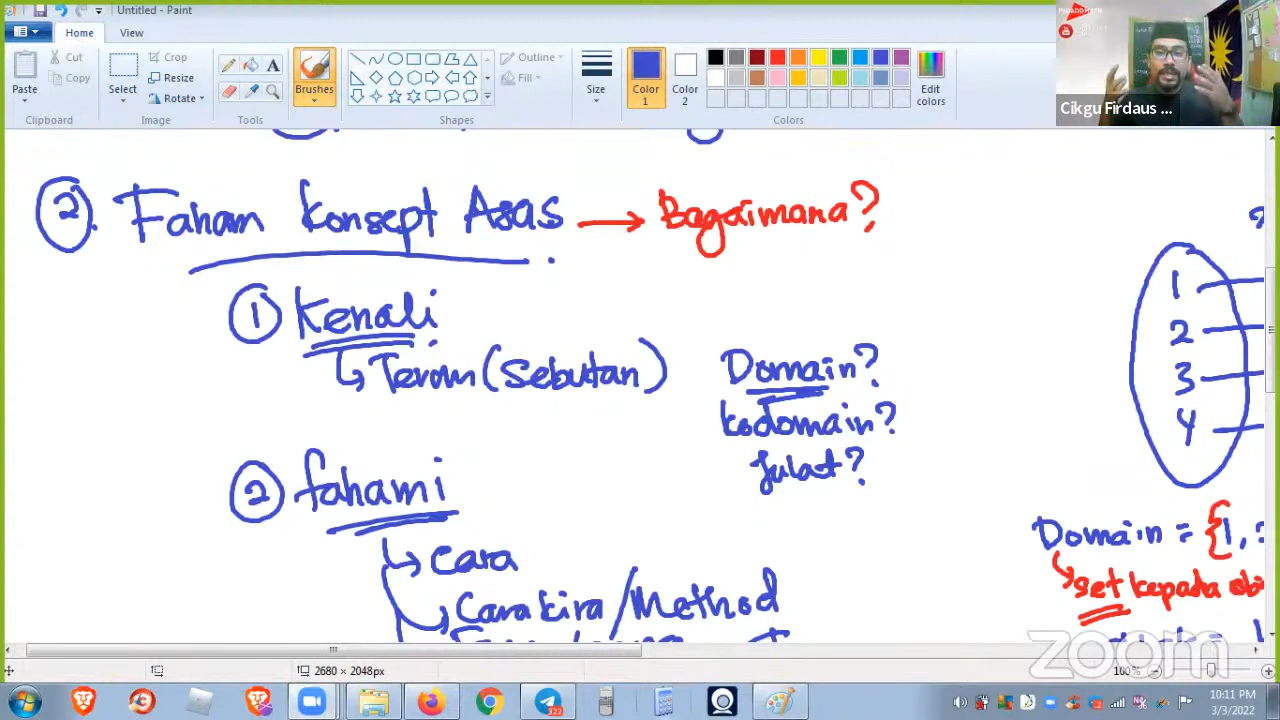 Untitled - Paint
Home
View
Paste
Cut
Copy
Clipboard
Select
Crop
Resize
Rotate
Image
Tools
Brushes
Outline
Fill
Shapes
Size
Color 1
Color 2
Edit colors
Colors
Cikgu Firdaus ...
2. Faham Konsept Asas → Bagaimana?
1 Kenali
Term (Sebutan)
Domain?
Kodomain?
Julat?
2 fahami
Cara
Cara kira / Method
1
2
3
4
Domain = {1,
set kepada
zoom
2680 × 2048px
100%
322
10:11 PM
3/3/2022